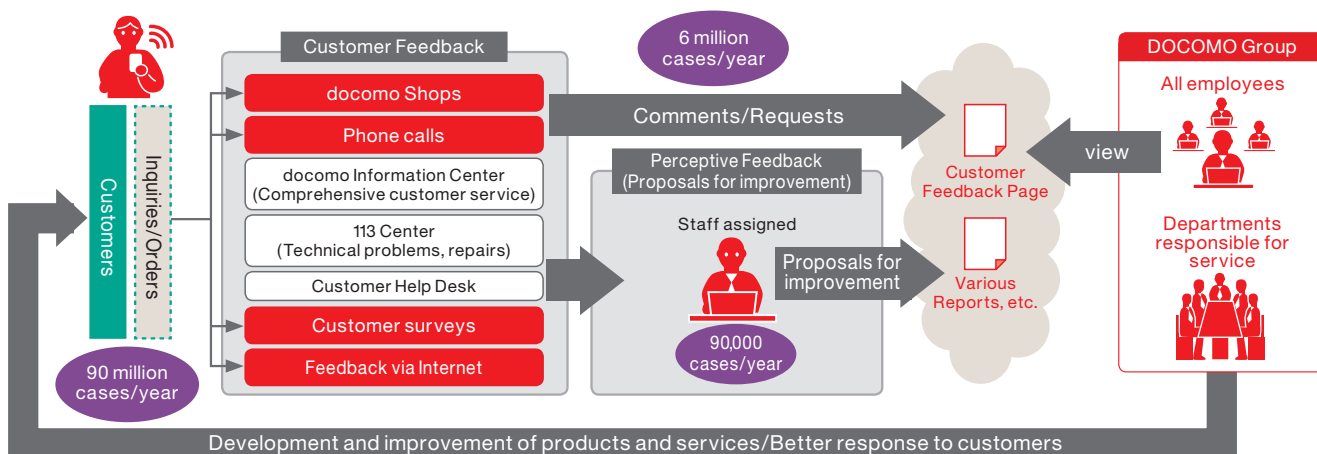 Customers
Inquiries/Orders
90 million
cases/year
Customer Feedback
docomo Shops
Phone calls
docomo Information Center
(Comprehensive customer service)
113 Center
(Technical problems, repairs)
Customer Help Desk
Customer surveys
Feedback via Internet
6 million
cases/year
Comments/Requests
Perceptive Feedback
(Proposals for improvement)
Staff assigned
90,000
cases/year
Proposals for
improvement
Customer
Feedback Page
Various
Reports, etc.
view
DOCOMO Group
All employees
Departments
responsible for
service
Development and improvement of products and services/Better response to customers